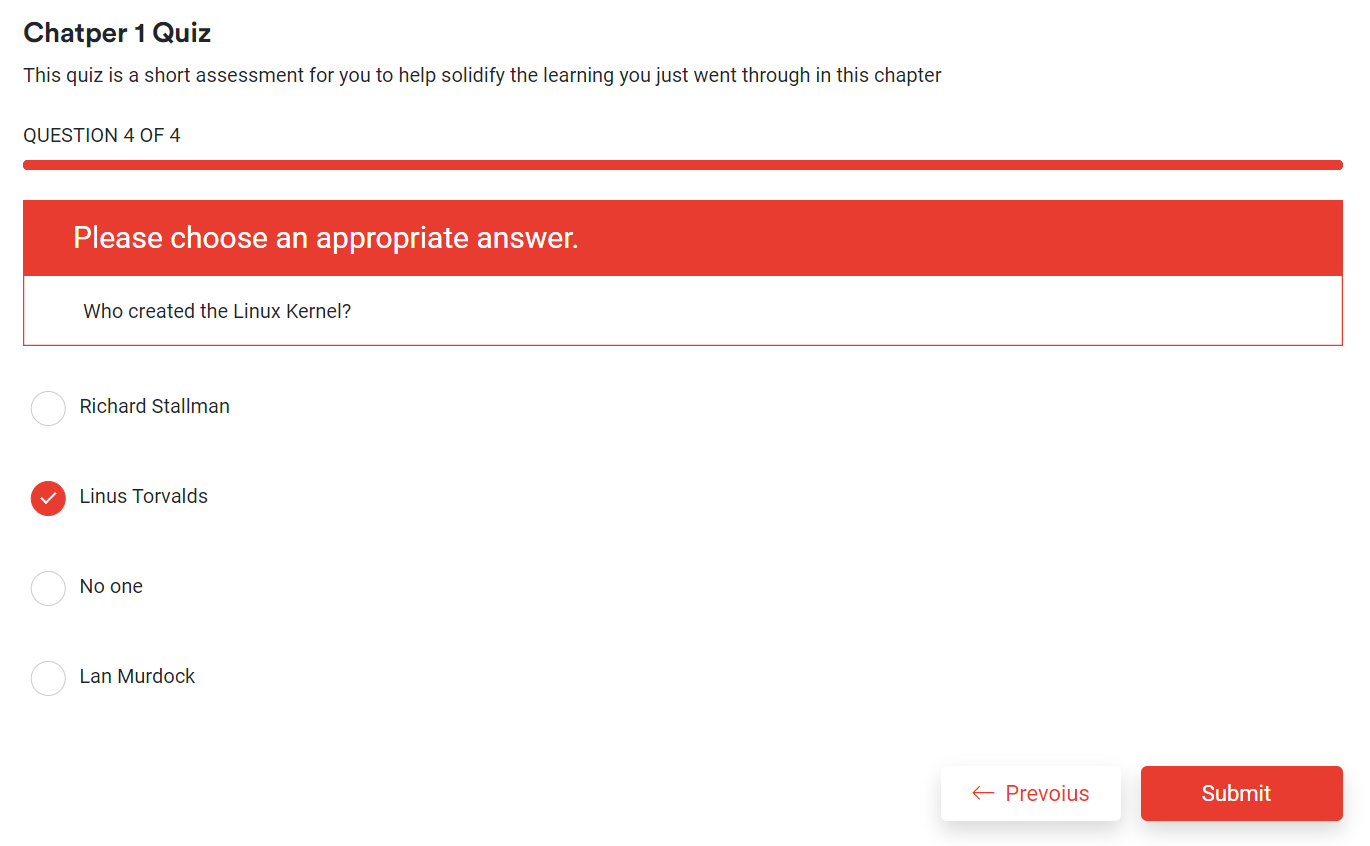 Chatper 1 Quiz
This quiz is a short assessment for you to help solidify the learning you just went through in this chapter
QUESTION 4 OF 4
Please choose an appropriate answer.
Who created the Linux Kernel?
Richard Stallman
Linus Torvalds
No one
Lan Murdock
Prevoius
Submit